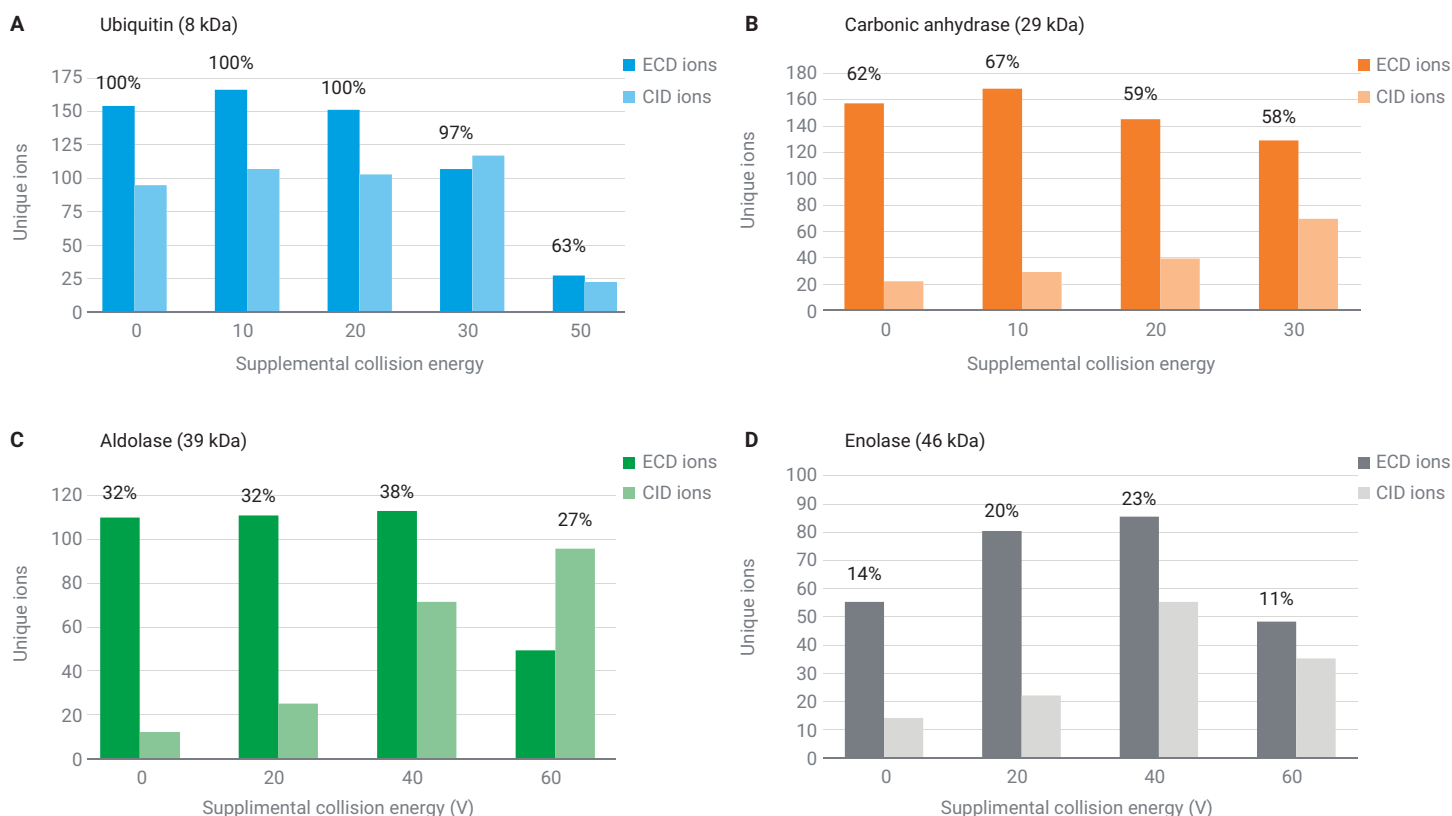 A Ubiquitin (8 kDa)
ECD ions
CID ions
Unique ions
175
150
125
100
75
50
25
0
100%
100%
100%
97%
63%
0 10 20 30 50
Supplemental collision energy
B Carbonic anhydrase (29 kDa)
ECD ions
CID ions
Unique ions
180
160
140
120
100
80
60
40
20
0
62%
67%
59%
58%
0 10 20 30
Supplemental collision energy
C Aldolase (39 kDa)
ECD ions
CID ions
Unique ions
120
100
80
60
40
20
0
32%
32%
38%
27%
0 20 40 60
Supplimental collision energy (V)
D Enolase (46 kDa)
ECD ions
CID ions
Unique ions
100
90
80
70
60
50
40
30
20
10
0
14%
20%
23%
11%
0 20 40 60
Supplimental collision energy (V)